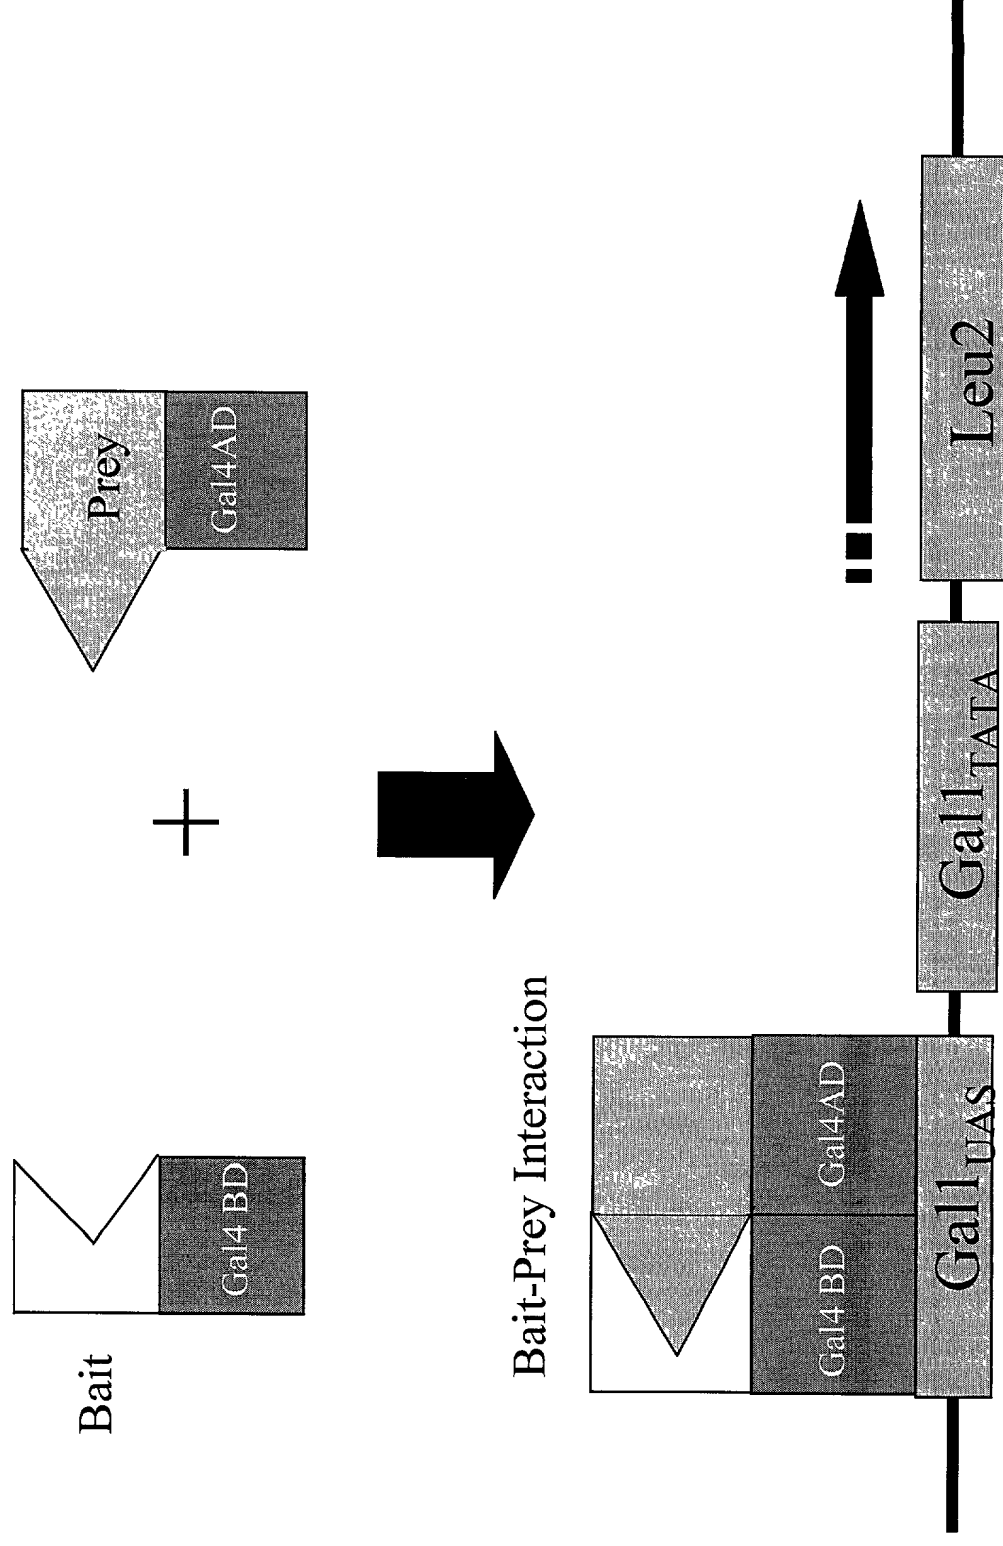 Bait
Gal4 BD
+
Prey
Gal4AD
Bait-Prey Interaction
Gal4 BD
Gal4AD
Gal1UAS
Gal1TATA
Leu2